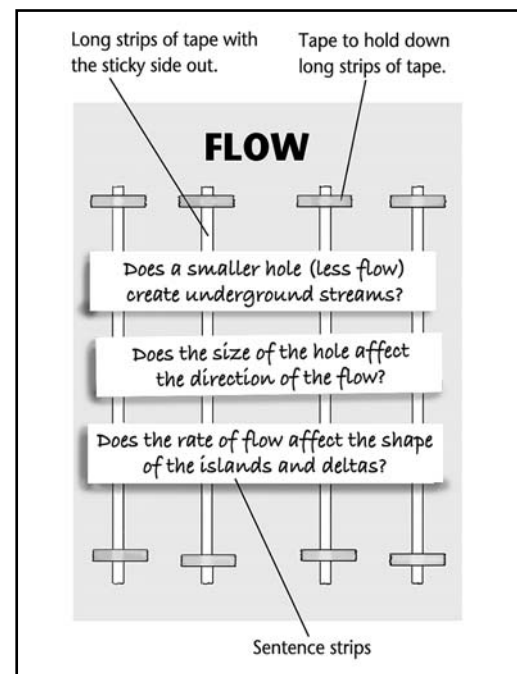 Long strips of tape with
the sticky side out.
Tape to hold down
long strips of tape.
FLOW
Does a smaller hole (less flow)
create underground streams?
Does the size of the hole affect
the direction of the flow?
Does the rate of flow affect the shape
of the islands and deltas?
Sentence strips